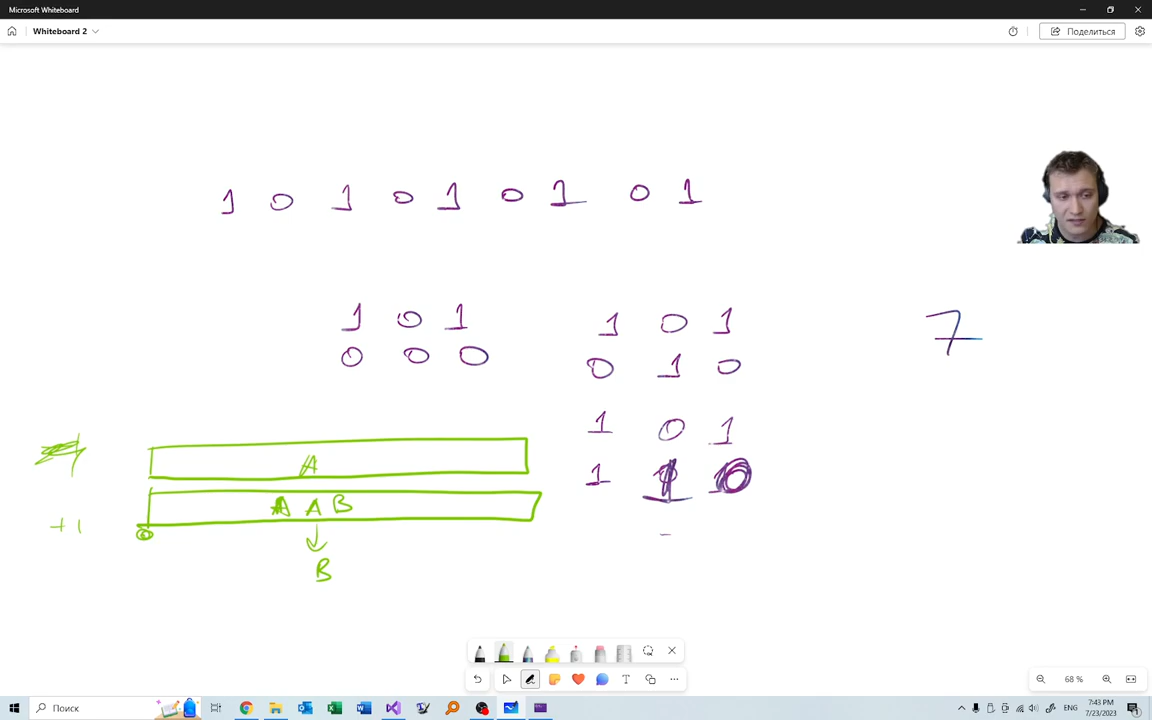 Microsoft Whiteboard
Whiteboard 2
Поделиться
1 0 1 0 1 0 1 0 1
1 0 1
0 0 0
1 0 1
0 1 0
1 0 1
1
7
A
A A B
B
+1
68 %
Поиск
ENG
7:43 PM
7/23/2023